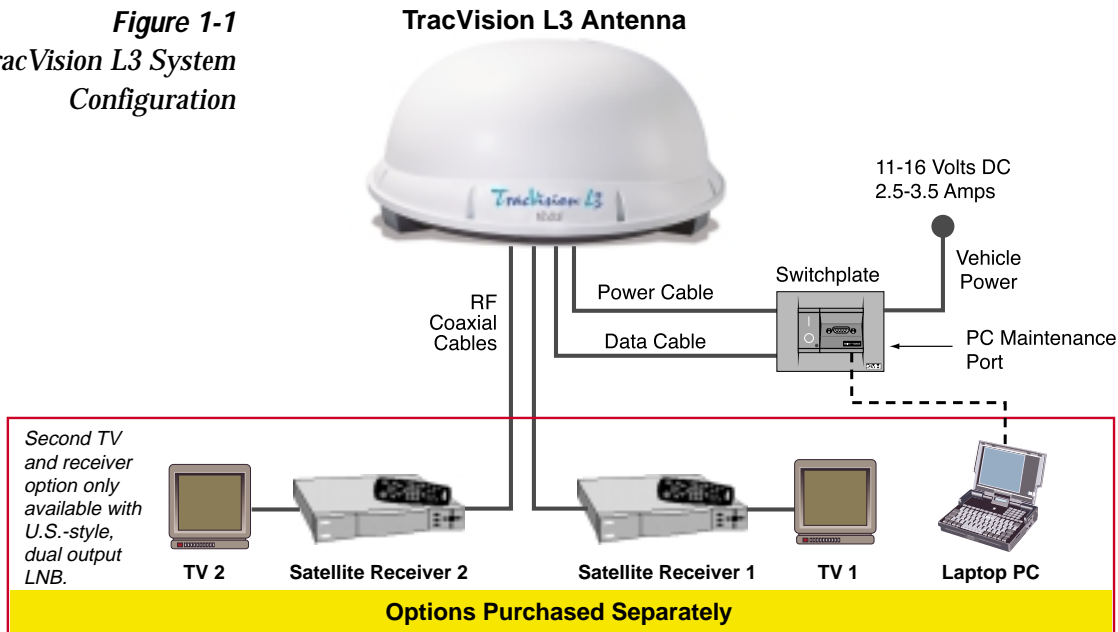 Figure 1-1
TracVision L3 Antenna
racVision L3 System
Configuration
TracVision L3
11-16 Volts DC
2.5-3.5 Amps
Vehicle
Power
Switchplate
Power Cable
RF
Coaxial
Cables
Data Cable
PC Maintenance
Port
Second TV
and receiver
option only
available with
U.S.-style,
dual output
LNB.
TV 2
Satellite Receiver 2
Satellite Receiver 1
TV 1
Laptop PC
Options Purchased Separately